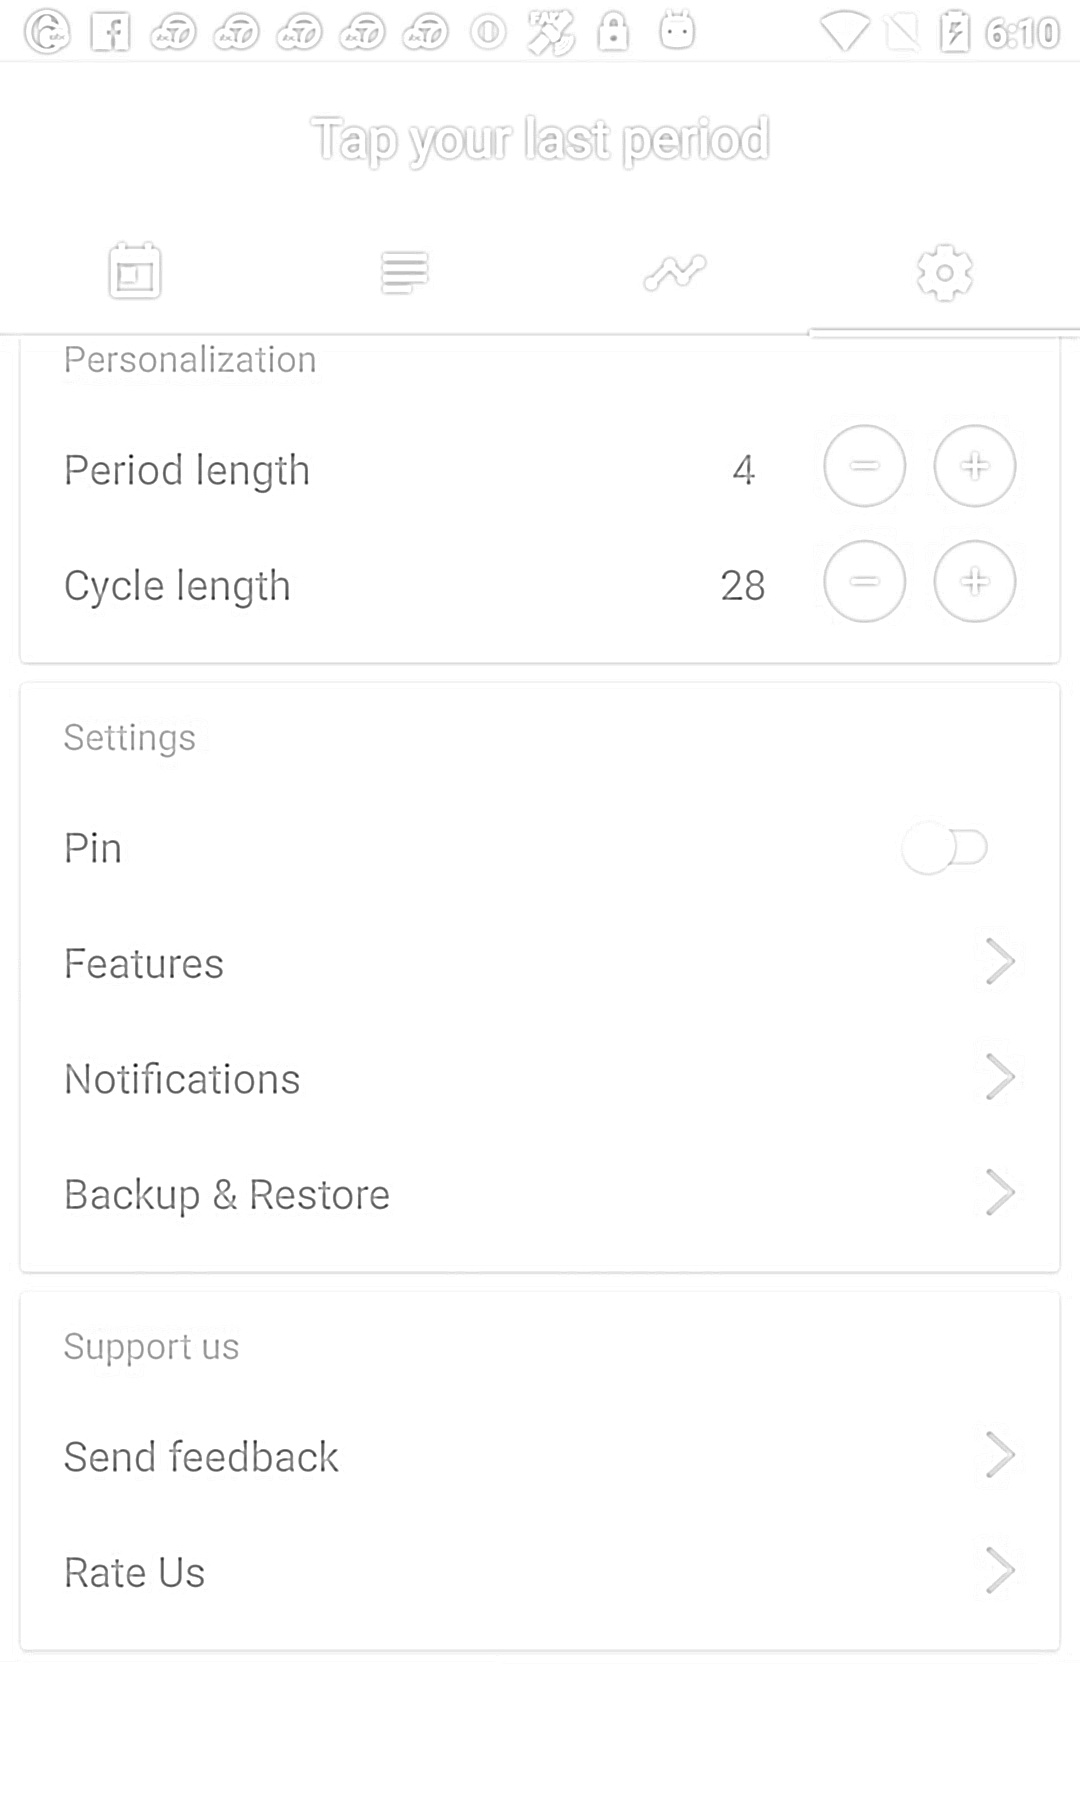 6:10
Tap your last period
Personalization
Period length 4
Cycle length 28
Settings
Pin
Features
Notifications
Backup & Restore
Support us
Send feedback
Rate Us